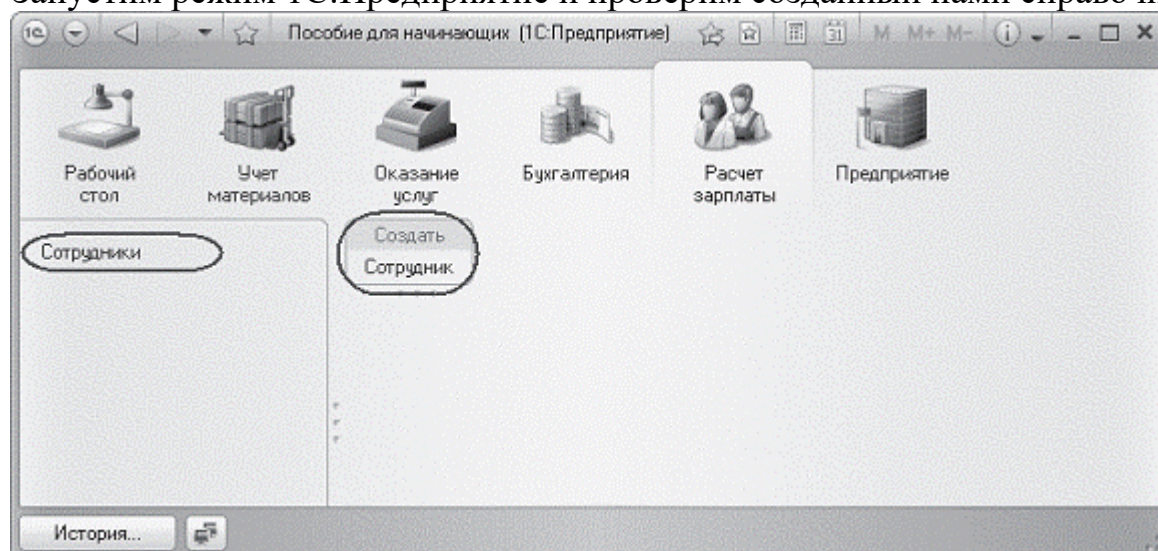 Запустим режим 1С:Предприятие и проверим созданный нами
Пособие для начинающих (1С:Предприятие)
31 M M+ M-
Рабочий стол
Учет материалов
Оказание услуг
Бухгалтерия
Расчет зарплаты
Предприятие
Сотрудники
Создать
Сотрудник
История...